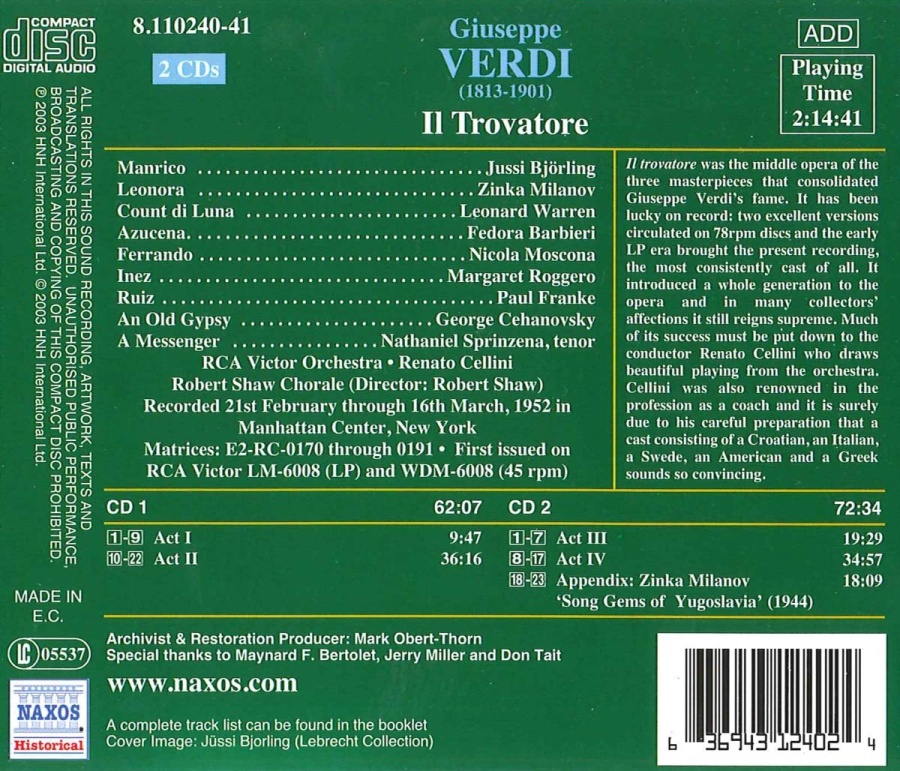 COMPACT
disc
DIGITAL AUDIO
8.110240-41
2 CDs
Giuseppe
VERDI
(1813-1901)
Il Trovatore
ADD
Playing
Time
2:14:41
ALL RIGHTS IN THIS SOUND RECORDING, ARTWORK, TEXTS AND
TRANSLATIONS RESERVED. UNAUTHORISED PUBLIC PERFORMANCE,
BROADCASTING AND COPYING OF THIS COMPACT DISC PROHIBITED.
℗ 2003 HNH International Ltd. © 2003 HNH International Ltd.
Manrico ................................ Jussi Björling
Leonora ............................... Zinka Milanov
Count di Luna ........................ Leonard Warren
Azucena............................... Fedora Barbieri
Ferrando ............................. Nicola Moscona
Inez ................................ Margaret Roggero
Ruiz ..................................... Paul Franke
An Old Gypsy ...................... George Cehanovsky
A Messenger ................ Nathaniel Sprinzena, tenor
RCA Victor Orchestra • Renato Cellini
Robert Shaw Chorale (Director: Robert Shaw)
Recorded 21st February through 16th March, 1952 in
Manhattan Center, New York
Matrices: E2-RC-0170 through 0191 • First issued on
RCA Victor LM-6008 (LP) and WDM-6008 (45 rpm)
Il trovatore was the middle opera of the
three masterpieces that consolidated
Giuseppe Verdi's fame. It has been
lucky on record: two excellent versions
circulated on 78rpm discs and the early
LP era brought the present recording,
the most consistently cast of all. It
introduced a whole generation to the
opera and in many collectors'
affections it still reigns supreme. Much
of its success must be put down to the
conductor Renato Cellini who draws
beautiful playing from the orchestra.
Cellini was also renowned in the
profession as a coach and it is surely
due to his careful preparation that a
cast consisting of a Croatian, an Italian,
a Swede, an American and a Greek
sounds so convincing.
CD 1 62:07
1-9 Act I 9:47
10-22 Act II 36:16
CD 2 72:34
1-7 Act III 19:29
8-17 Act IV 34:57
18-23 Appendix: Zinka Milanov 18:09
'Song Gems of Yugoslavia' (1944)
MADE IN
E.C.
LC 05537
NAXOS
Historical
Archivist & Restoration Producer: Mark Obert-Thorn
Special thanks to Maynard F. Bertolet, Jerry Miller and Don Tait
www.naxos.com
A complete track list can be found in the booklet
Cover Image: Jüssi Bjorling (Lebrecht Collection)
6 36943 12402 4